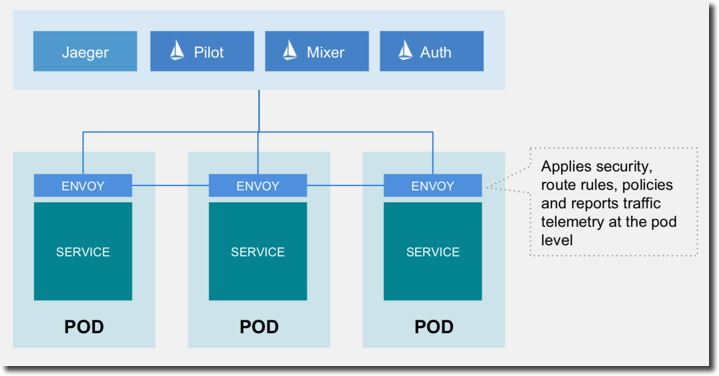 Jaeger
Pilot
Mixer
Auth
ENVOY
ENVOY
ENVOY
Applies security,
route rules, policies
and reports traffic
telemetry at the pod
level
SERVICE
SERVICE
SERVICE
POD
POD
POD